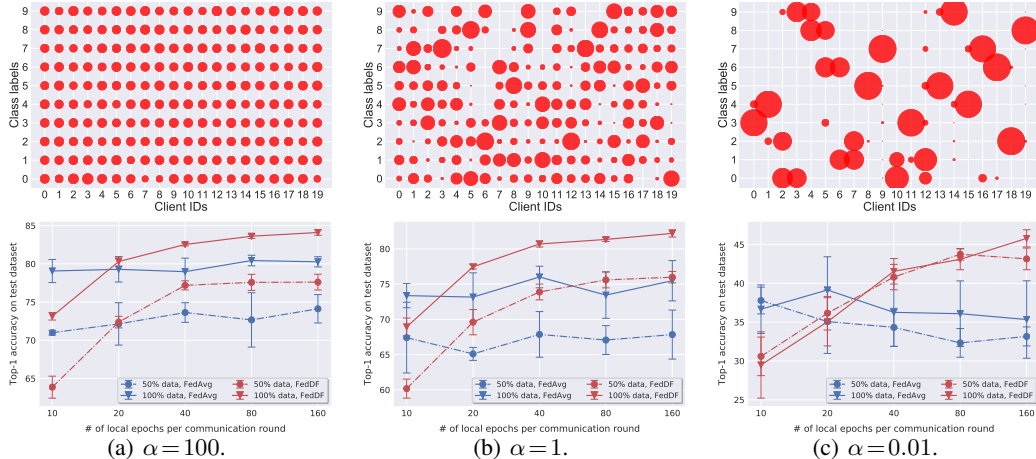 9
8
7
6
5
4
3
2
1
0
Class labels
0 1 2 3 4 5 6 7 8 9 10 11 12 13 14 15 16 17 18 19
Client IDs
9
8
7
6
5
4
3
2
1
0
Class labels
0 1 2 3 4 5 6 7 8 9 10 11 12 13 14 15 16 17 18 19
Client IDs
9
8
7
6
5
4
3
2
1
0
Class labels
0 1 2 3 4 5 6 7 8 9 10 11 12 13 14 15 16 17 18 19
Client IDs
85
80
75
70
65
Top-1 accuracy on test dataset
50% data, FedAvg
100% data, FedAvg
50% data, FedDF
100% data, FedDF
10 20 40 80 160
# of local epochs per communication round
(a) α=100.
80
75
70
65
60
Top-1 accuracy on test dataset
50% data, FedAvg
100% data, FedAvg
50% data, FedDF
100% data, FedDF
10 20 40 80 160
# of local epochs per communication round
(b) α=1.
45
40
35
30
25
Top-1 accuracy on test dataset
50% data, FedAvg
100% data, FedAvg
50% data, FedDF
100% data, FedDF
10 20 40 80 160
# of local epochs per communication round
(c) α=0.01.